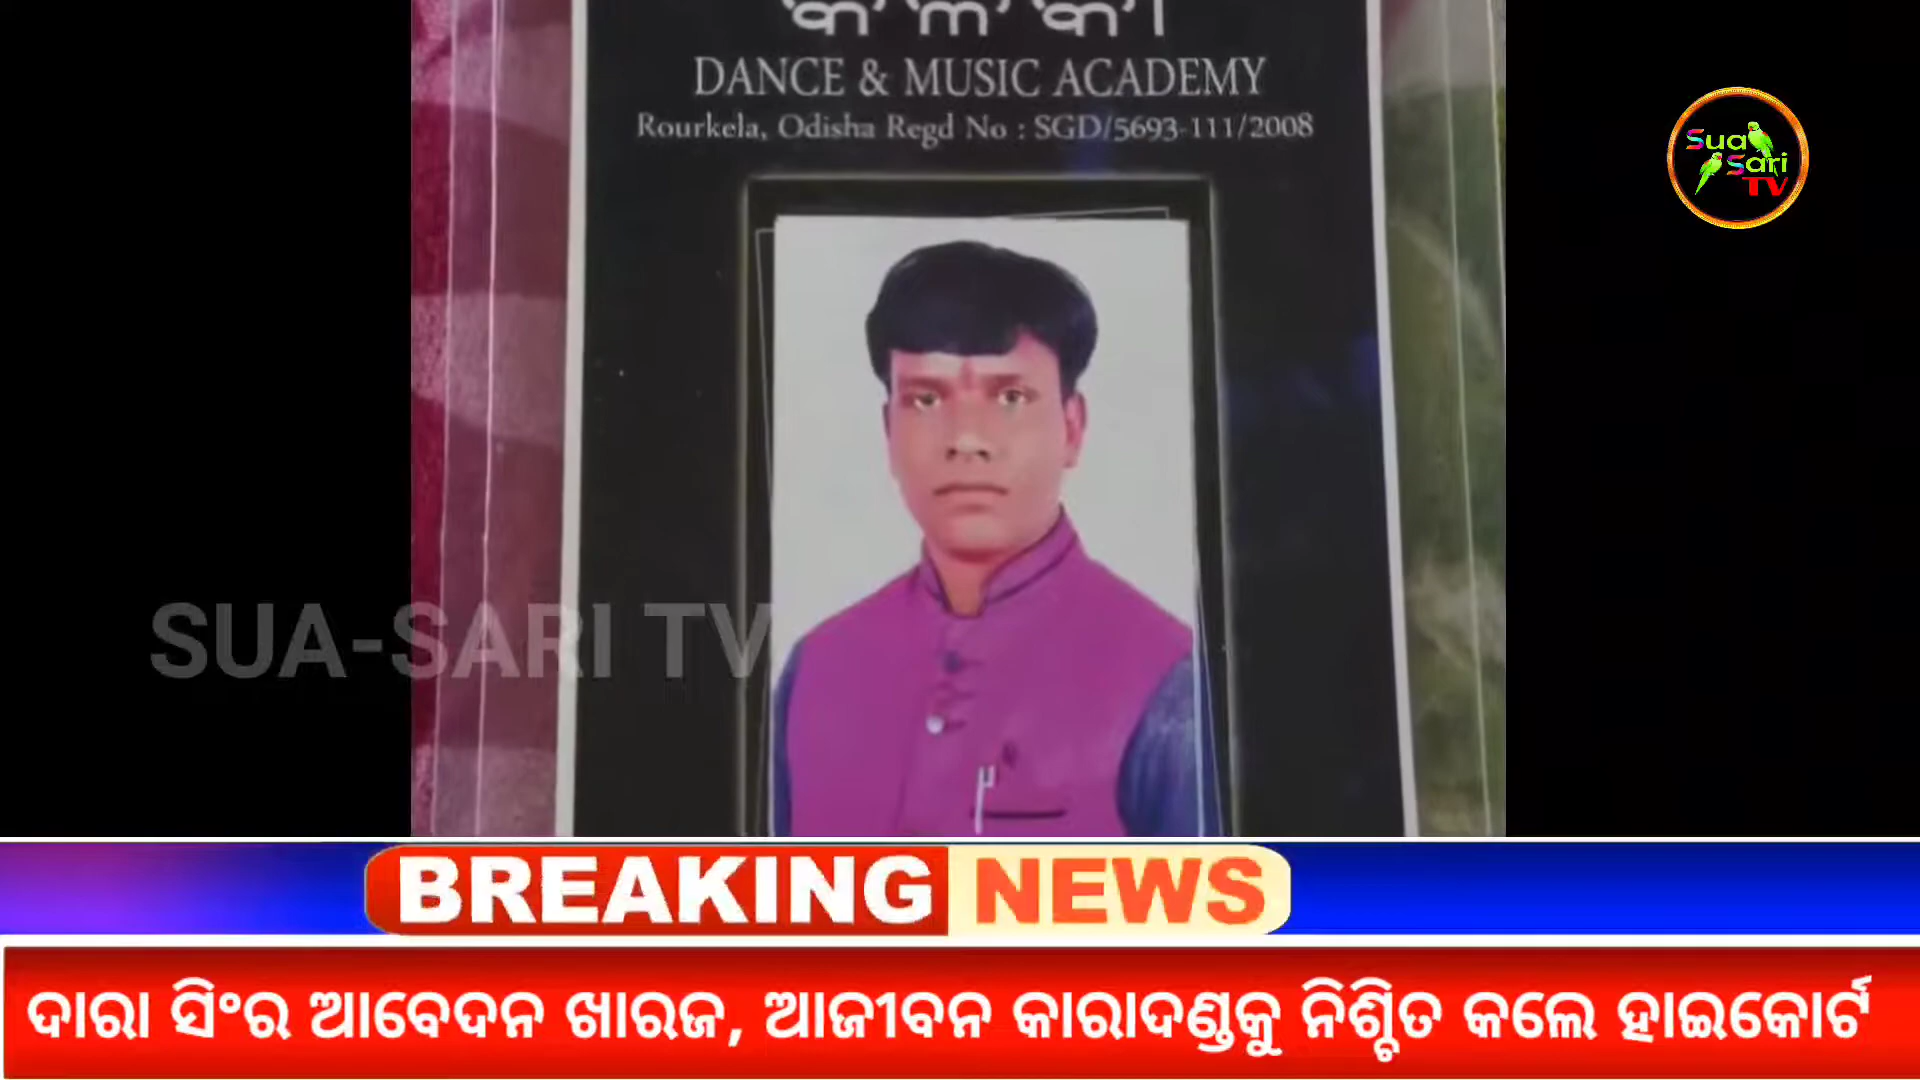 DANCE & MUSIC ACADEMY
Rourkela, Odisha Regd No : SGD/5693-111/2008
Sua
Sari
TV
SUA-SARI TV
BREAKING NEWS
ଦାରା ସିଂର ଆବେଦନ ଖାରଜ, ଆଜୀବନ କାରାଦଣ୍ଡକୁ ନିଶ୍ଚିତ କଲେ ହାଇକୋର୍ଟ